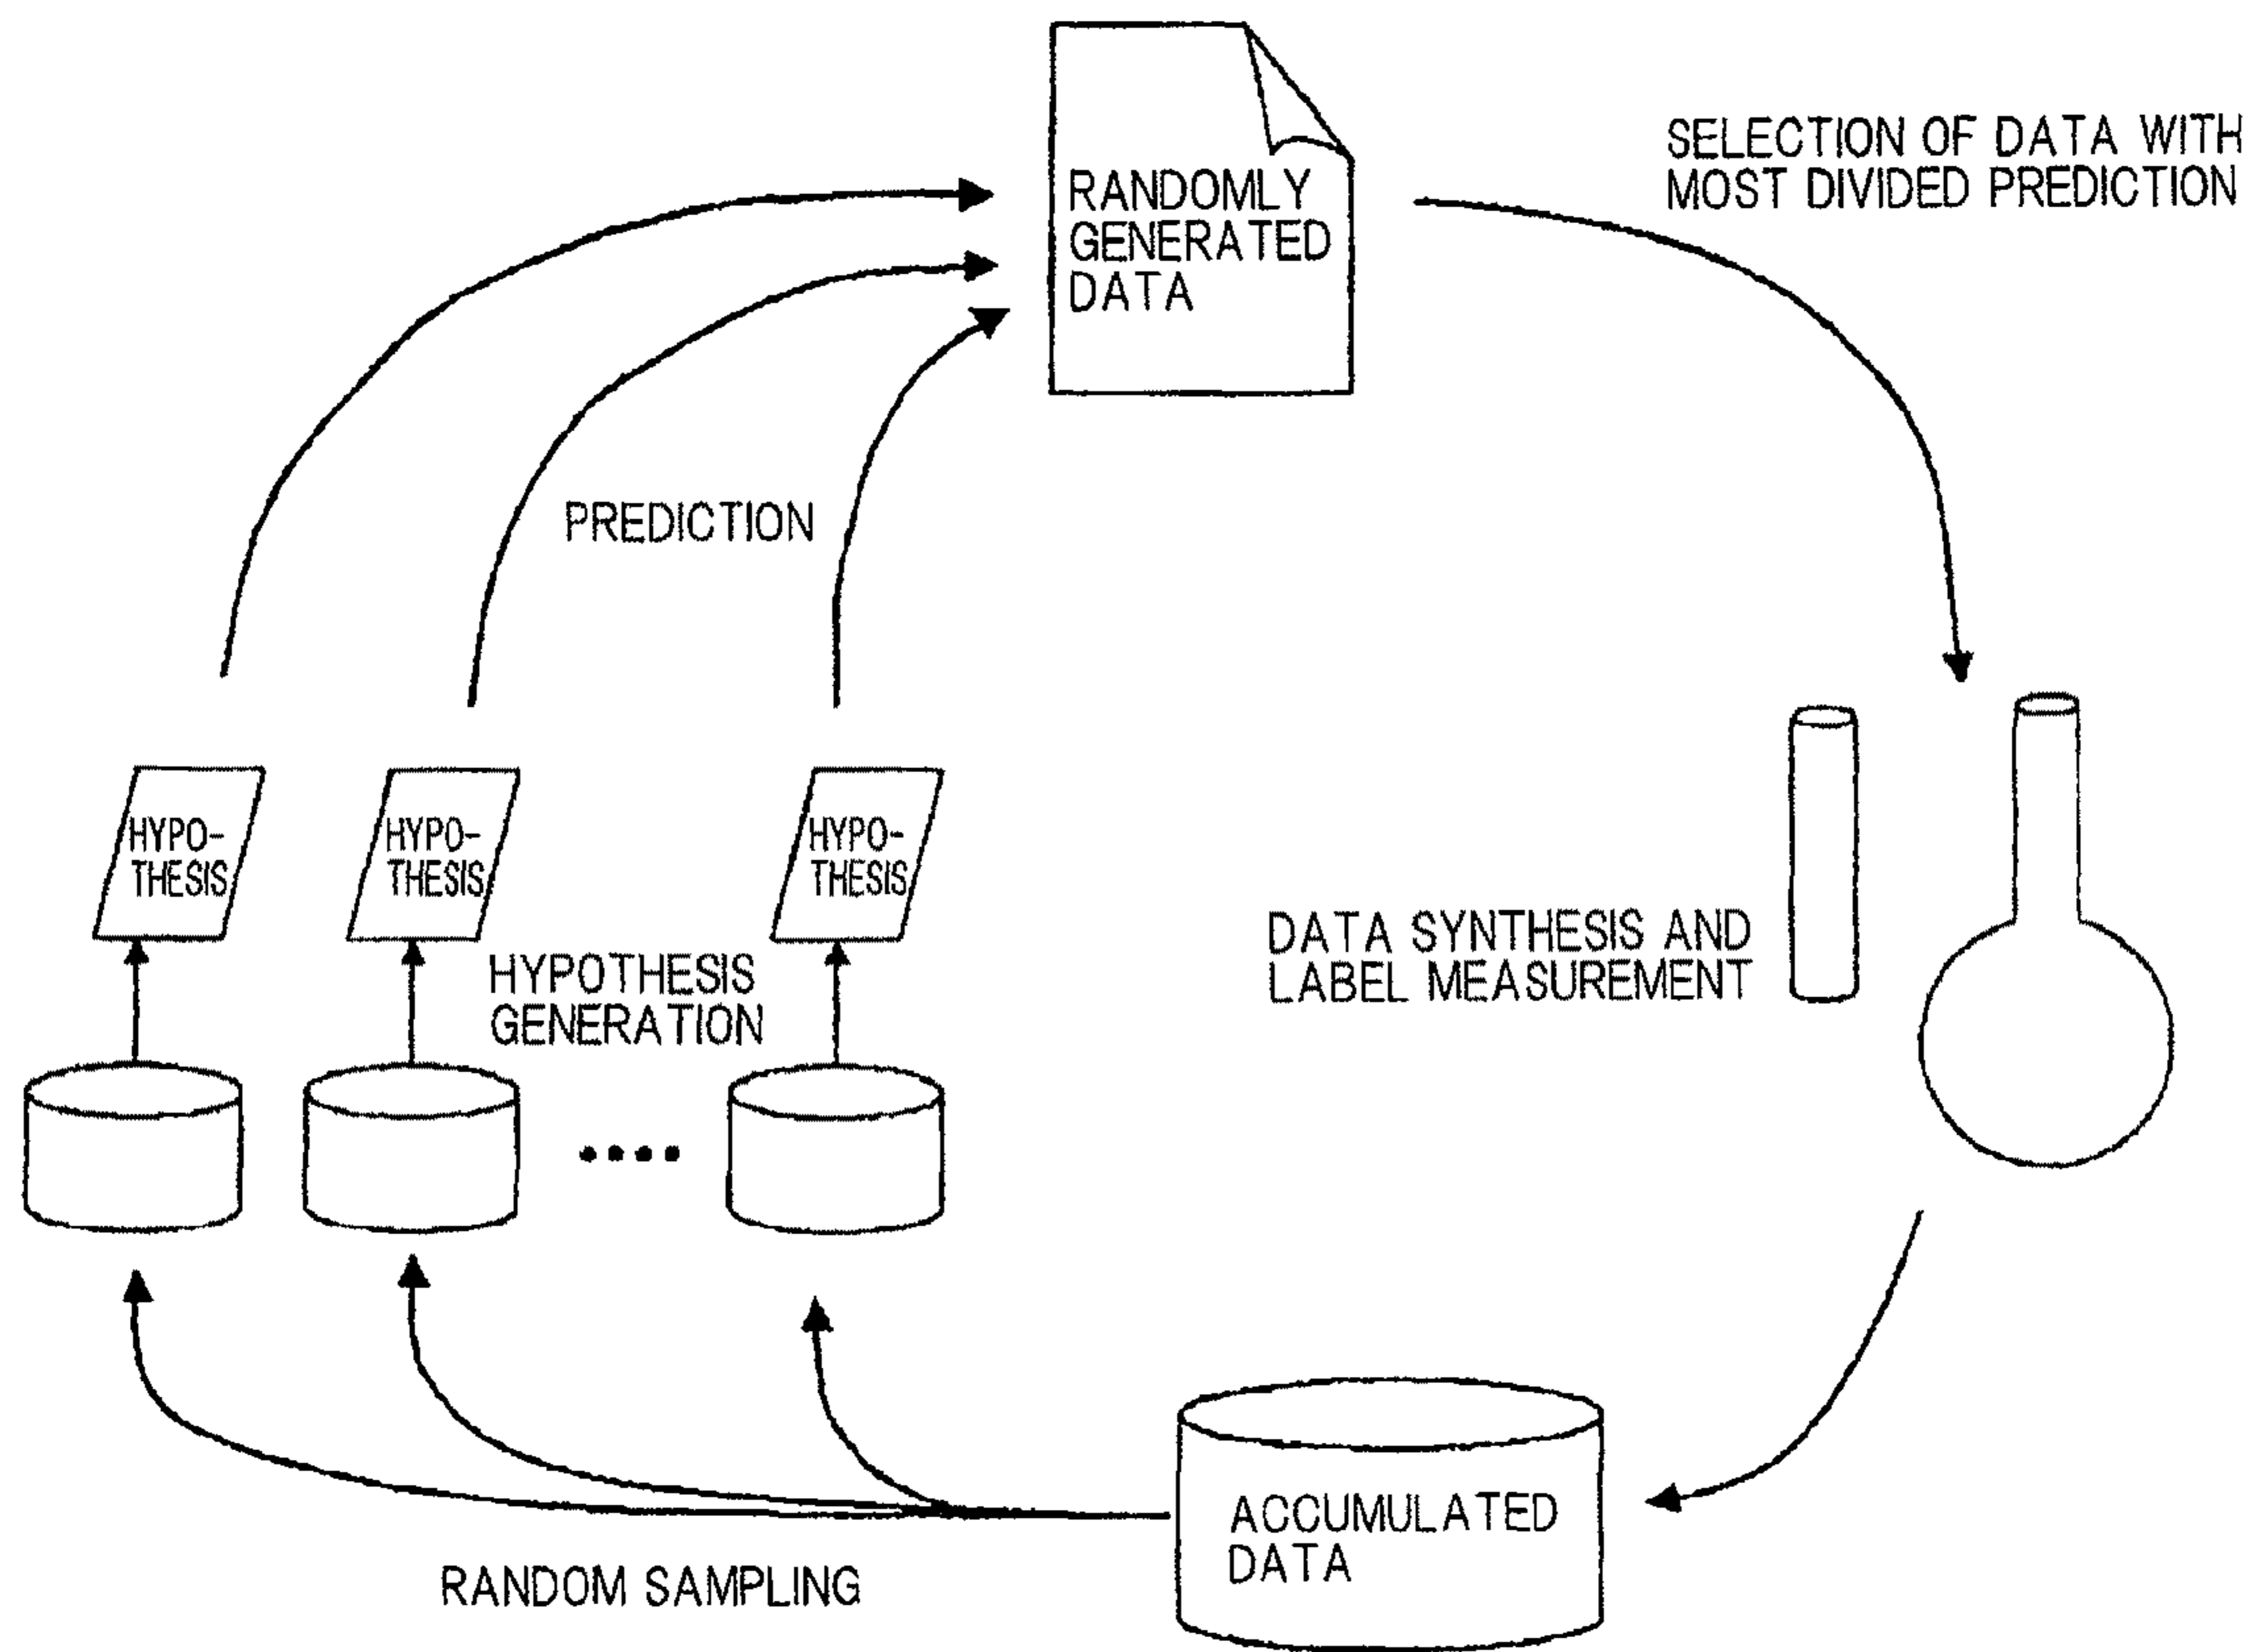 RANDOMLY
GENERATED
DATA
SELECTION OF DATA WITH
MOST DIVIDED PREDICTION
PREDICTION
HYPO-
THESIS
HYPO-
THESIS
HYPO-
THESIS
HYPOTHESIS
GENERATION
DATA SYNTHESIS AND
LABEL MEASUREMENT
ACCUMULATED
DATA
RANDOM SAMPLING